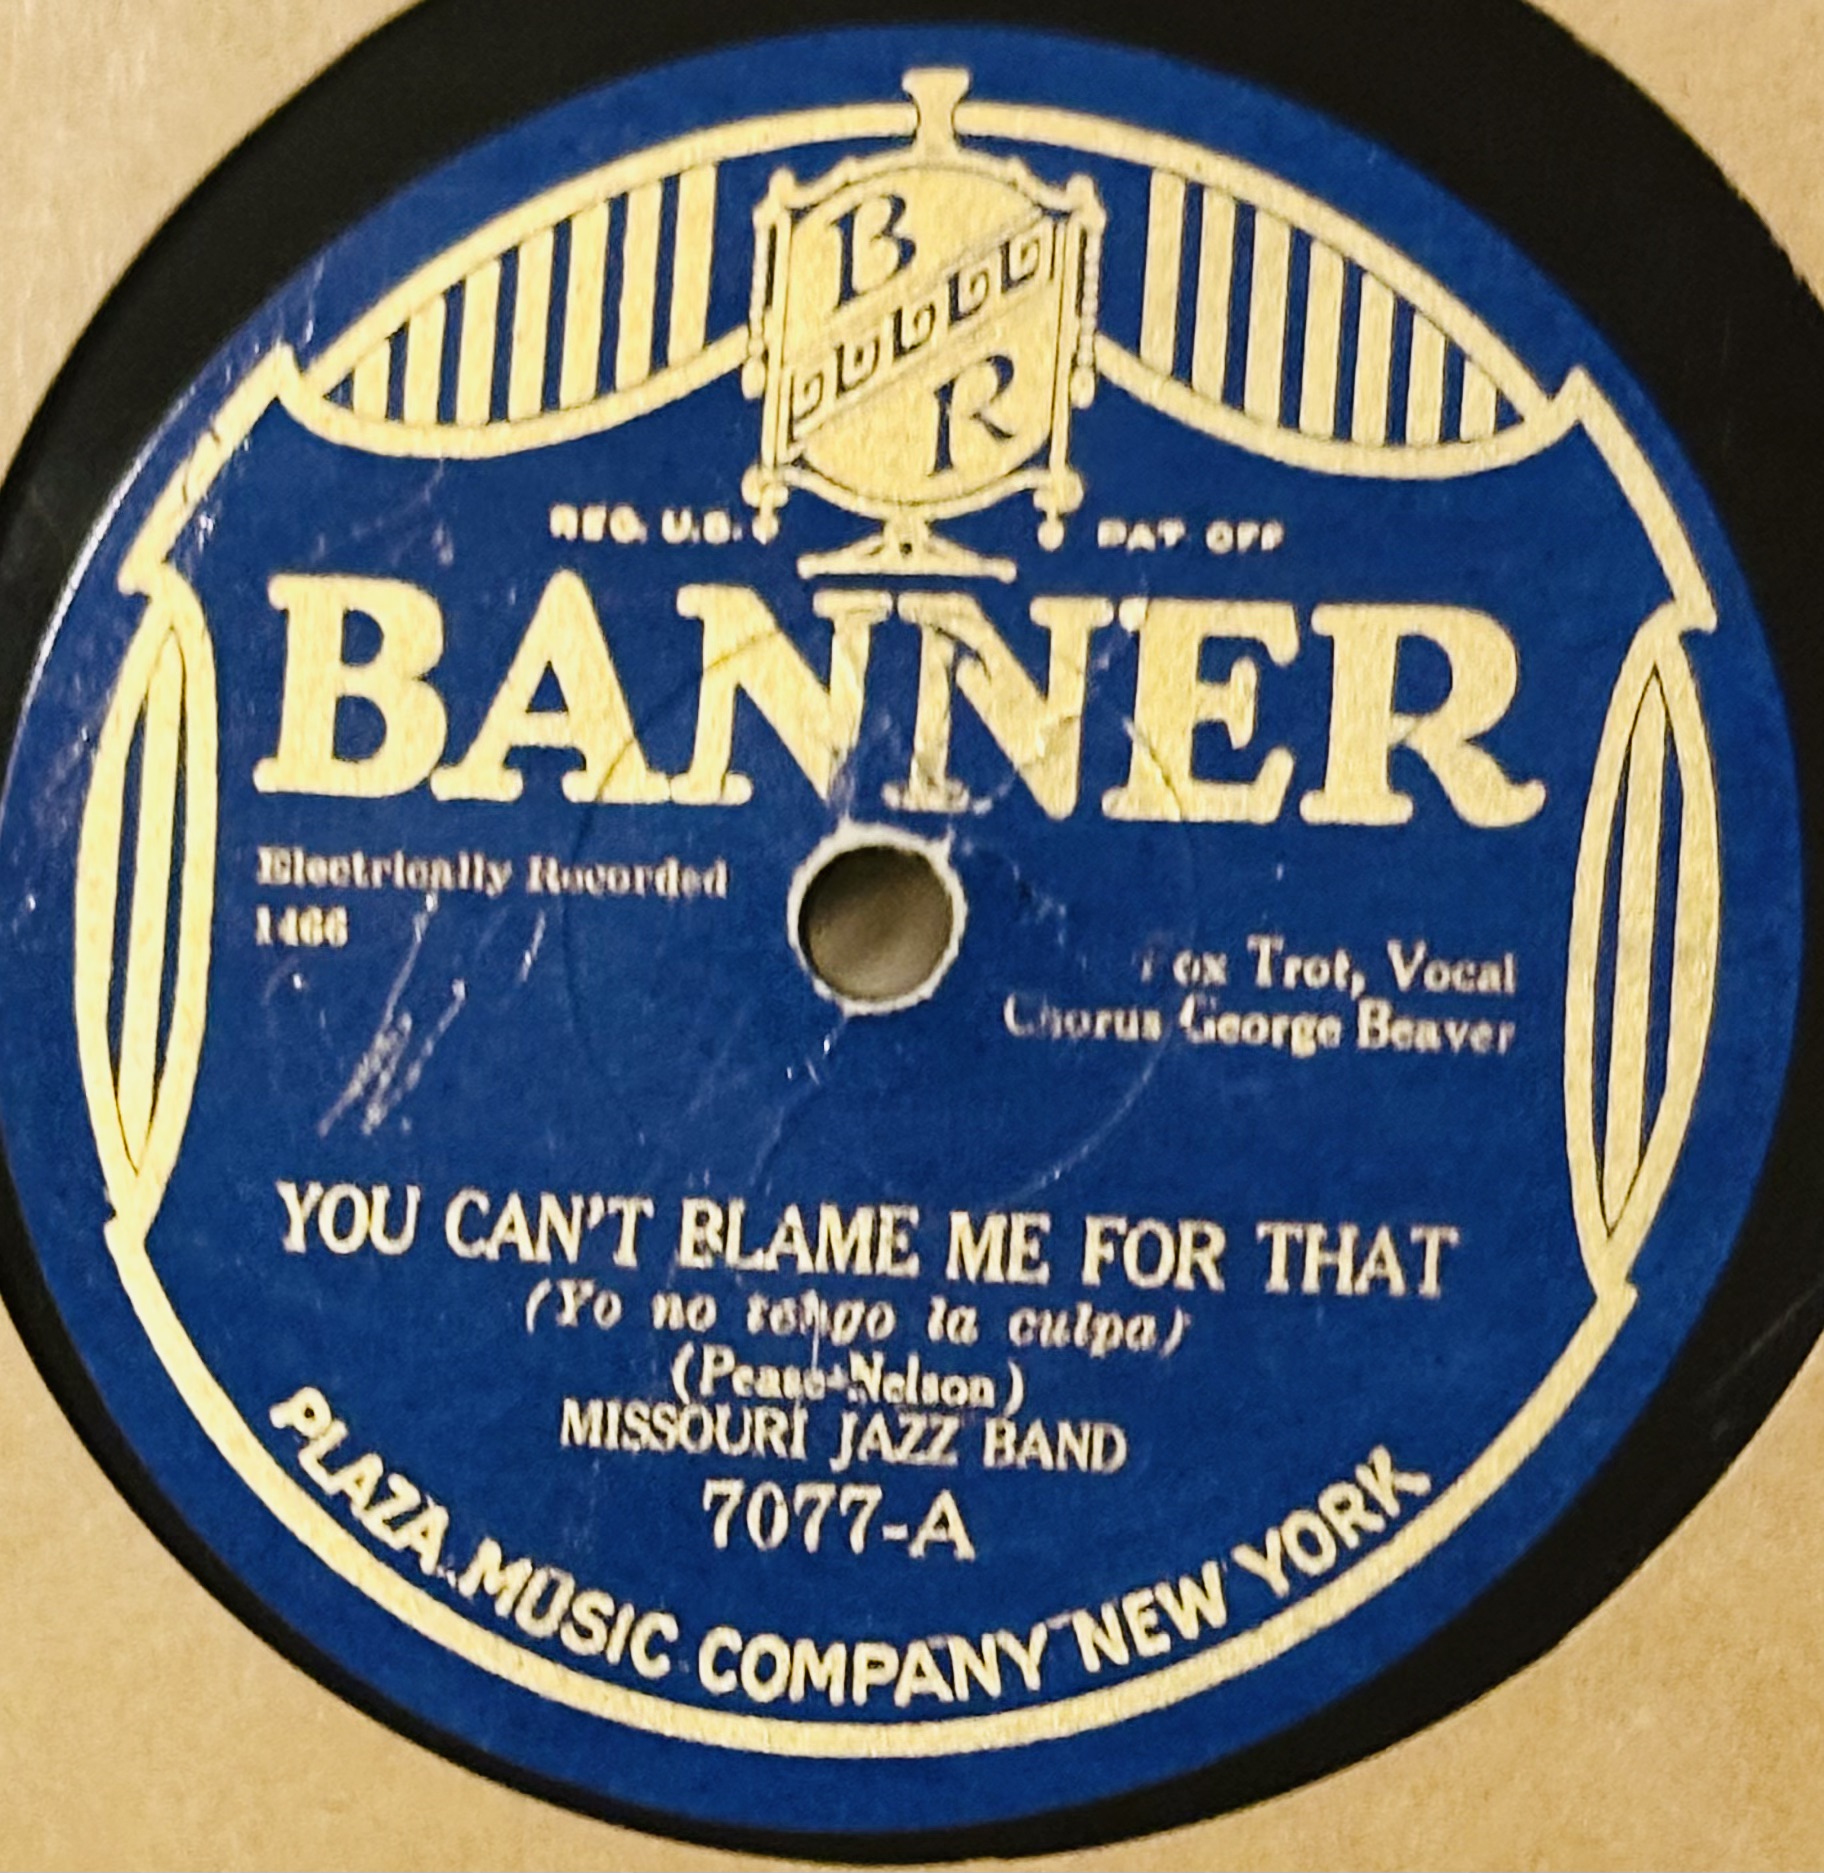 B
R
REG. U.S. PAT OFF
BANNER
Electrically Recorded
1466
Fox Trot, Vocal
Chorus George Beaver
YOU CAN'T BLAME ME FOR THAT
(Yo no tengo la culpa)
(Pease-Nelson)
MISSOURI JAZZ BAND
7077-A
PLAZA MUSIC COMPANY NEW YORK